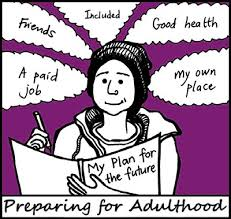 Friends
Included
Good health
A paid
job
my own
place
My Plan for
the future
Preparing for Adulthood